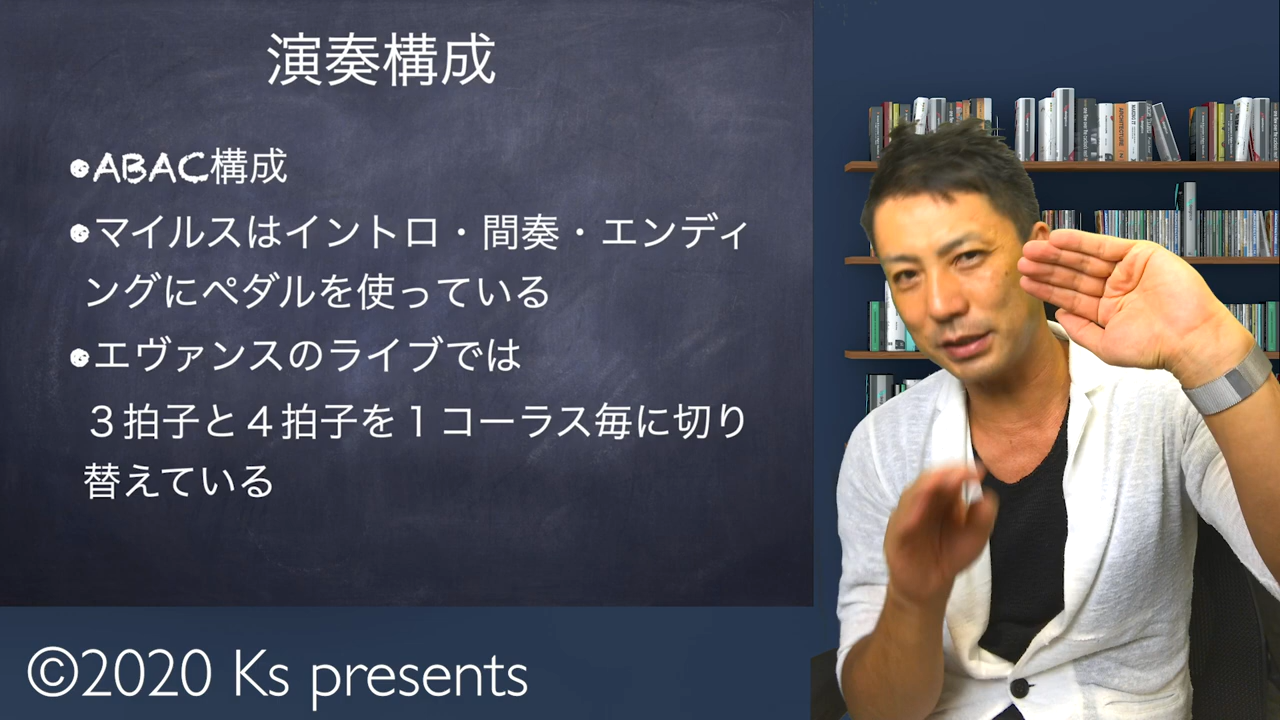 演奏構成
•ABAC構成
•マイルスはイントロ・間奏・エンディ
ングにペダルを使っている
•エヴァンスのライブでは
３拍子と４拍子を１コーラス毎に切り
替えている
©2020 Ks presents
ARCHITECTURE